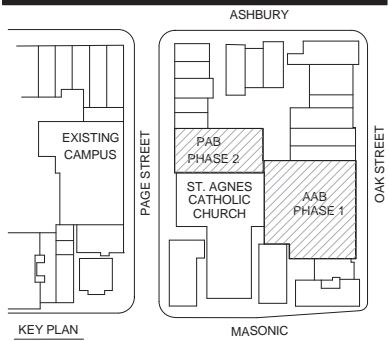 ASHBURY
EXISTING
CAMPUS
PAGE STREET
PAB
PHASE 2
ST. AGNES
CATHOLIC
CHURCH
AAB
PHASE 1
OAK STREET
KEY PLAN
MASONIC